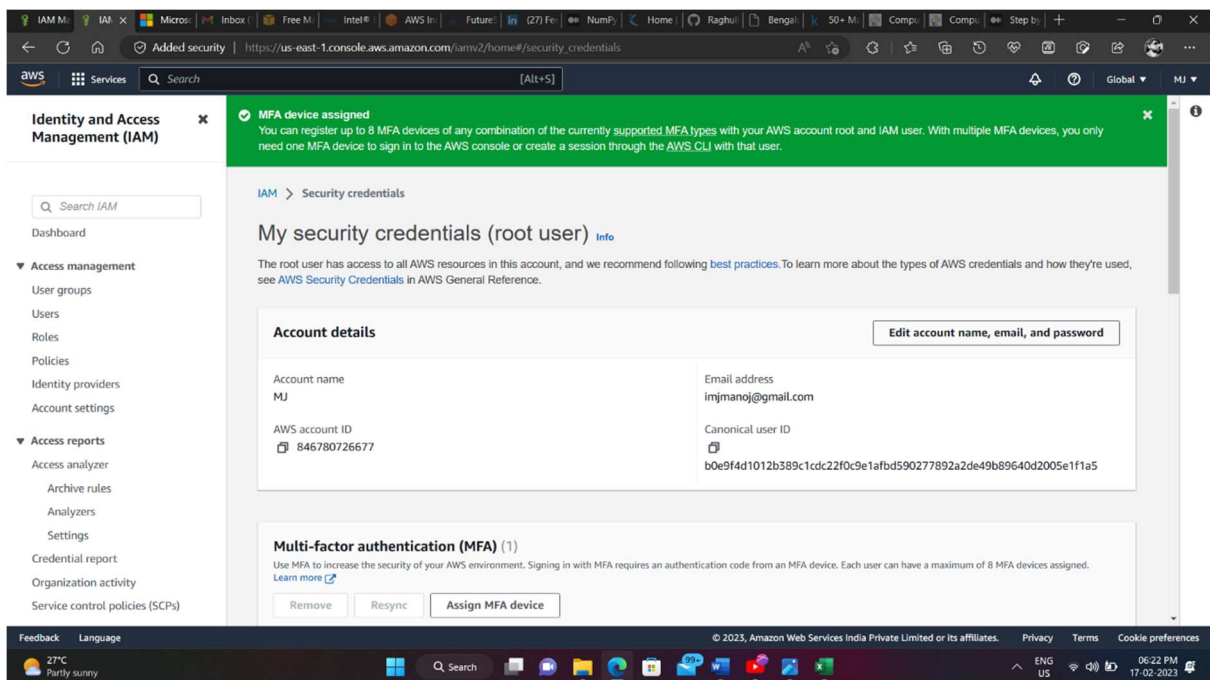 IAM Ma
IAM
Microsc
Inbox (
Free Mi
Intel®
AWS In
FutureS
(27) Fee
NumPy
Home |
Raghul
Bengal
50+ Ma
Compu
Compu
Step by
Added security
https://us-east-1.console.aws.amazon.com/iamv2/home#/security_credentials
aws
Services
Search
[Alt+S]
Global
MJ
Identity and Access
Management (IAM)
Search IAM
Dashboard
Access management
User groups
Users
Roles
Policies
Identity providers
Account settings
Access reports
Access analyzer
Archive rules
Analyzers
Settings
Credential report
Organization activity
Service control policies (SCPs)
MFA device assigned
You can register up to 8 MFA devices of any combination of the currently supported MFA types with your AWS account root and IAM user. With multiple MFA devices, you only
need one MFA device to sign in to the AWS console or create a session through the AWS CLI with that user.
IAM > Security credentials
My security credentials (root user) Info
The root user has access to all AWS resources in this account, and we recommend following best practices.To learn more about the types of AWS credentials and how they're used,
see AWS Security Credentials in AWS General Reference.
Account details
Edit account name, email, and password
Account name
MJ
Email address
imjmanoj@gmail.com
AWS account ID
846780726677
Canonical user ID
b0e9f4d1012b389c1cdc22f0c9e1afbd590277892a2de49b89640d2005e1f1a5
Multi-factor authentication (MFA) (1)
Use MFA to increase the security of your AWS environment. Signing in with MFA requires an authentication code from an MFA device. Each user can have a maximum of 8 MFA devices assigned.
Learn more
Remove
Resync
Assign MFA device
Feedback
Language
© 2023, Amazon Web Services India Private Limited or its affiliates.
Privacy
Terms
Cookie preferences
27°C
Partly sunny
Search
99+
ENG
US
06:22 PM
17-02-2023